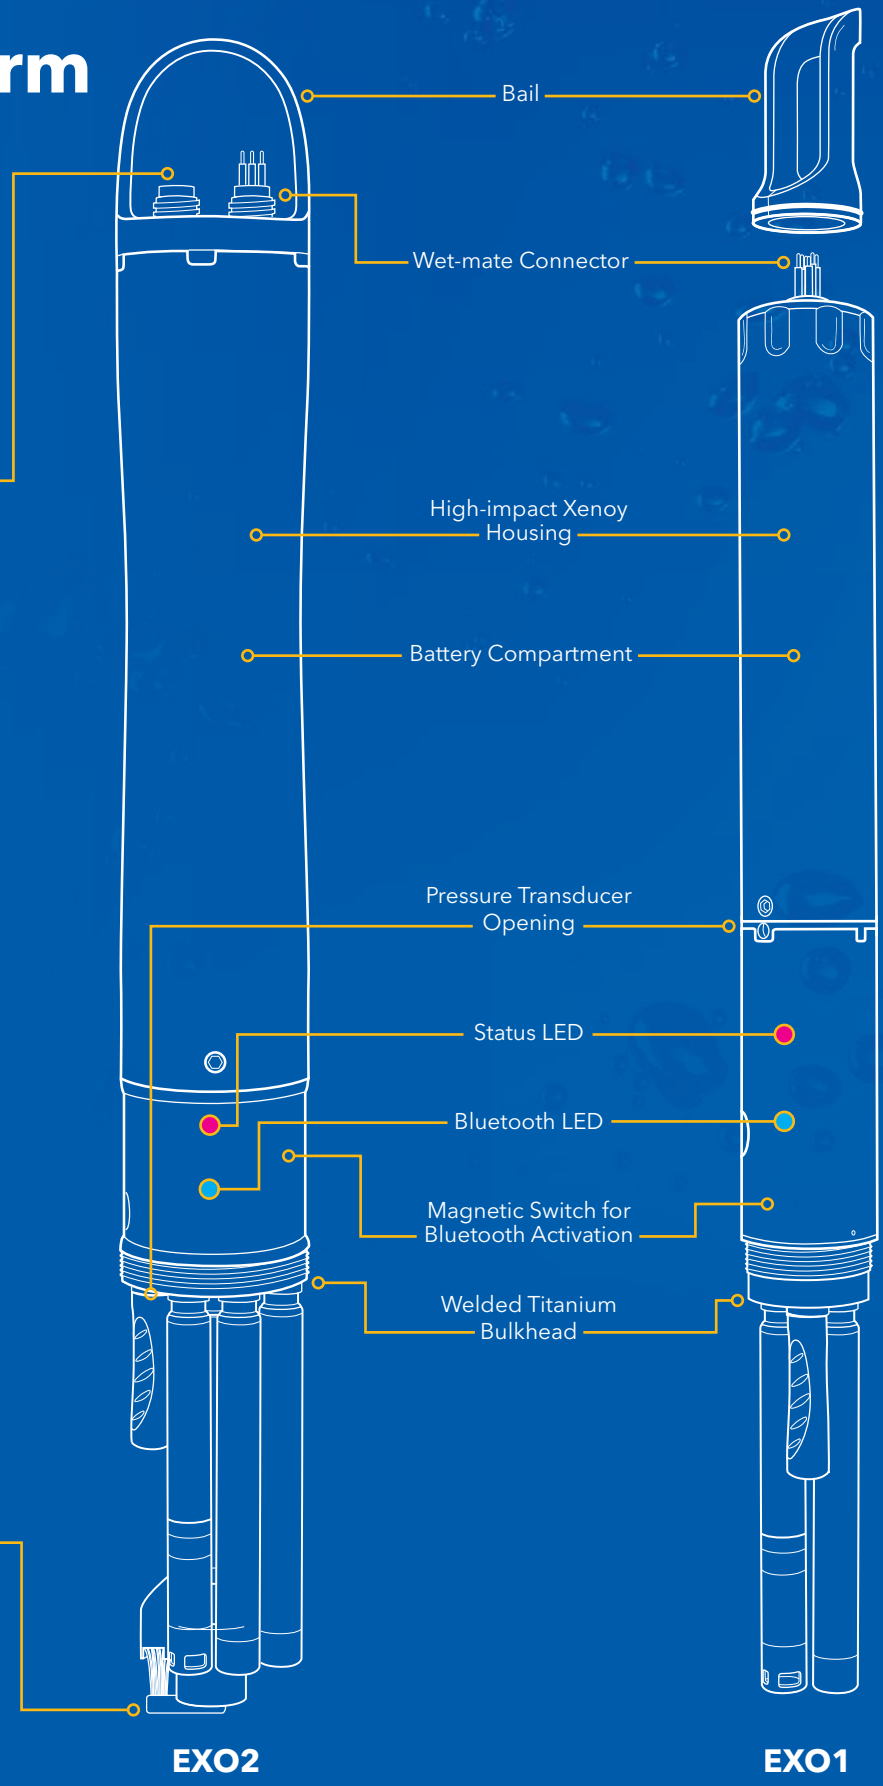 rm
Bail
Wet-mate Connector
High-impact Xenoy
Housing
Battery Compartment
Pressure Transducer
Opening
Status LED
Bluetooth LED
Magnetic Switch for
Bluetooth Activation
Welded Titanium
Bulkhead
EXO2
EXO1